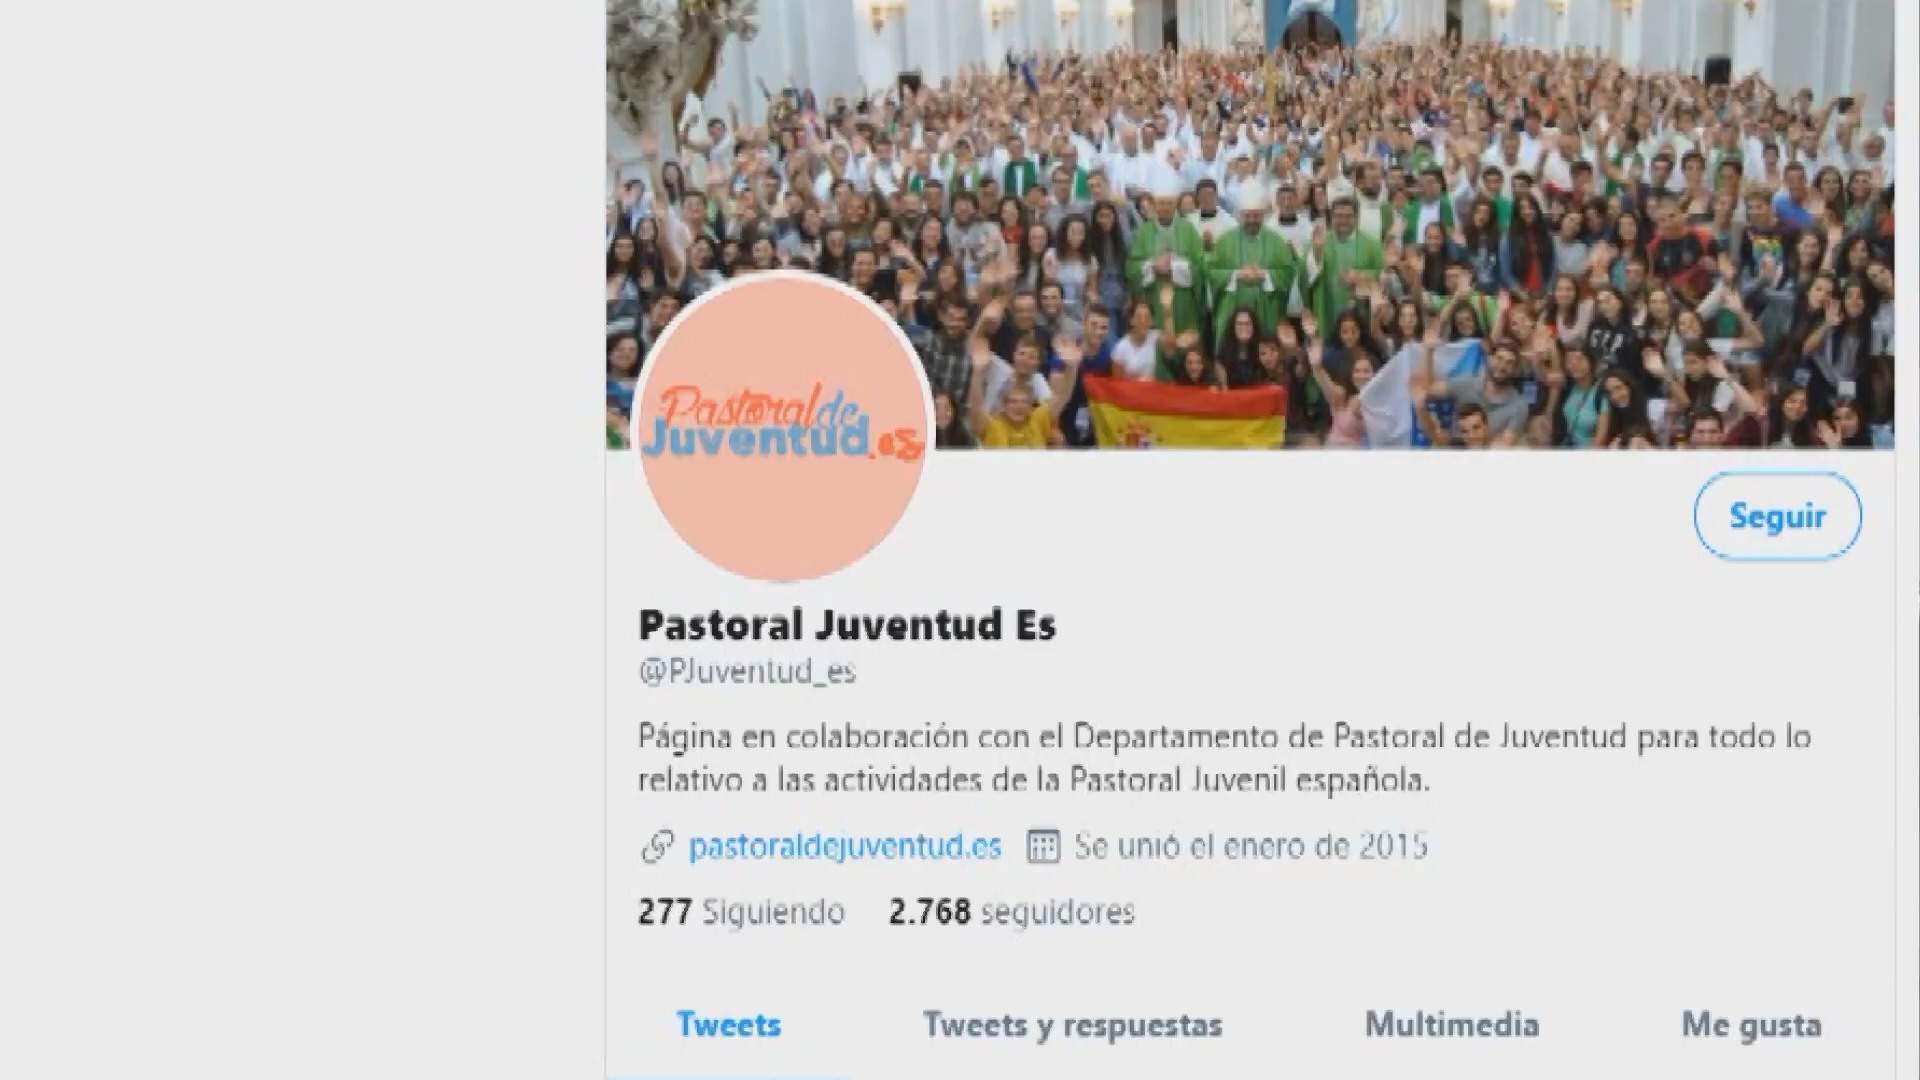 Pastoral de
Juventud.es
Seguir
Pastoral Juventud Es
@PJuventud_es
Página en colaboración con el Departamento de Pastoral de Juventud para todo lo
relativo a las actividades de la Pastoral Juvenil española.
pastoraldejuventud.es Se unió el enero de 2015
277 Siguiendo 2.768 seguidores
Tweets Tweets y respuestas Multimedia Me gusta